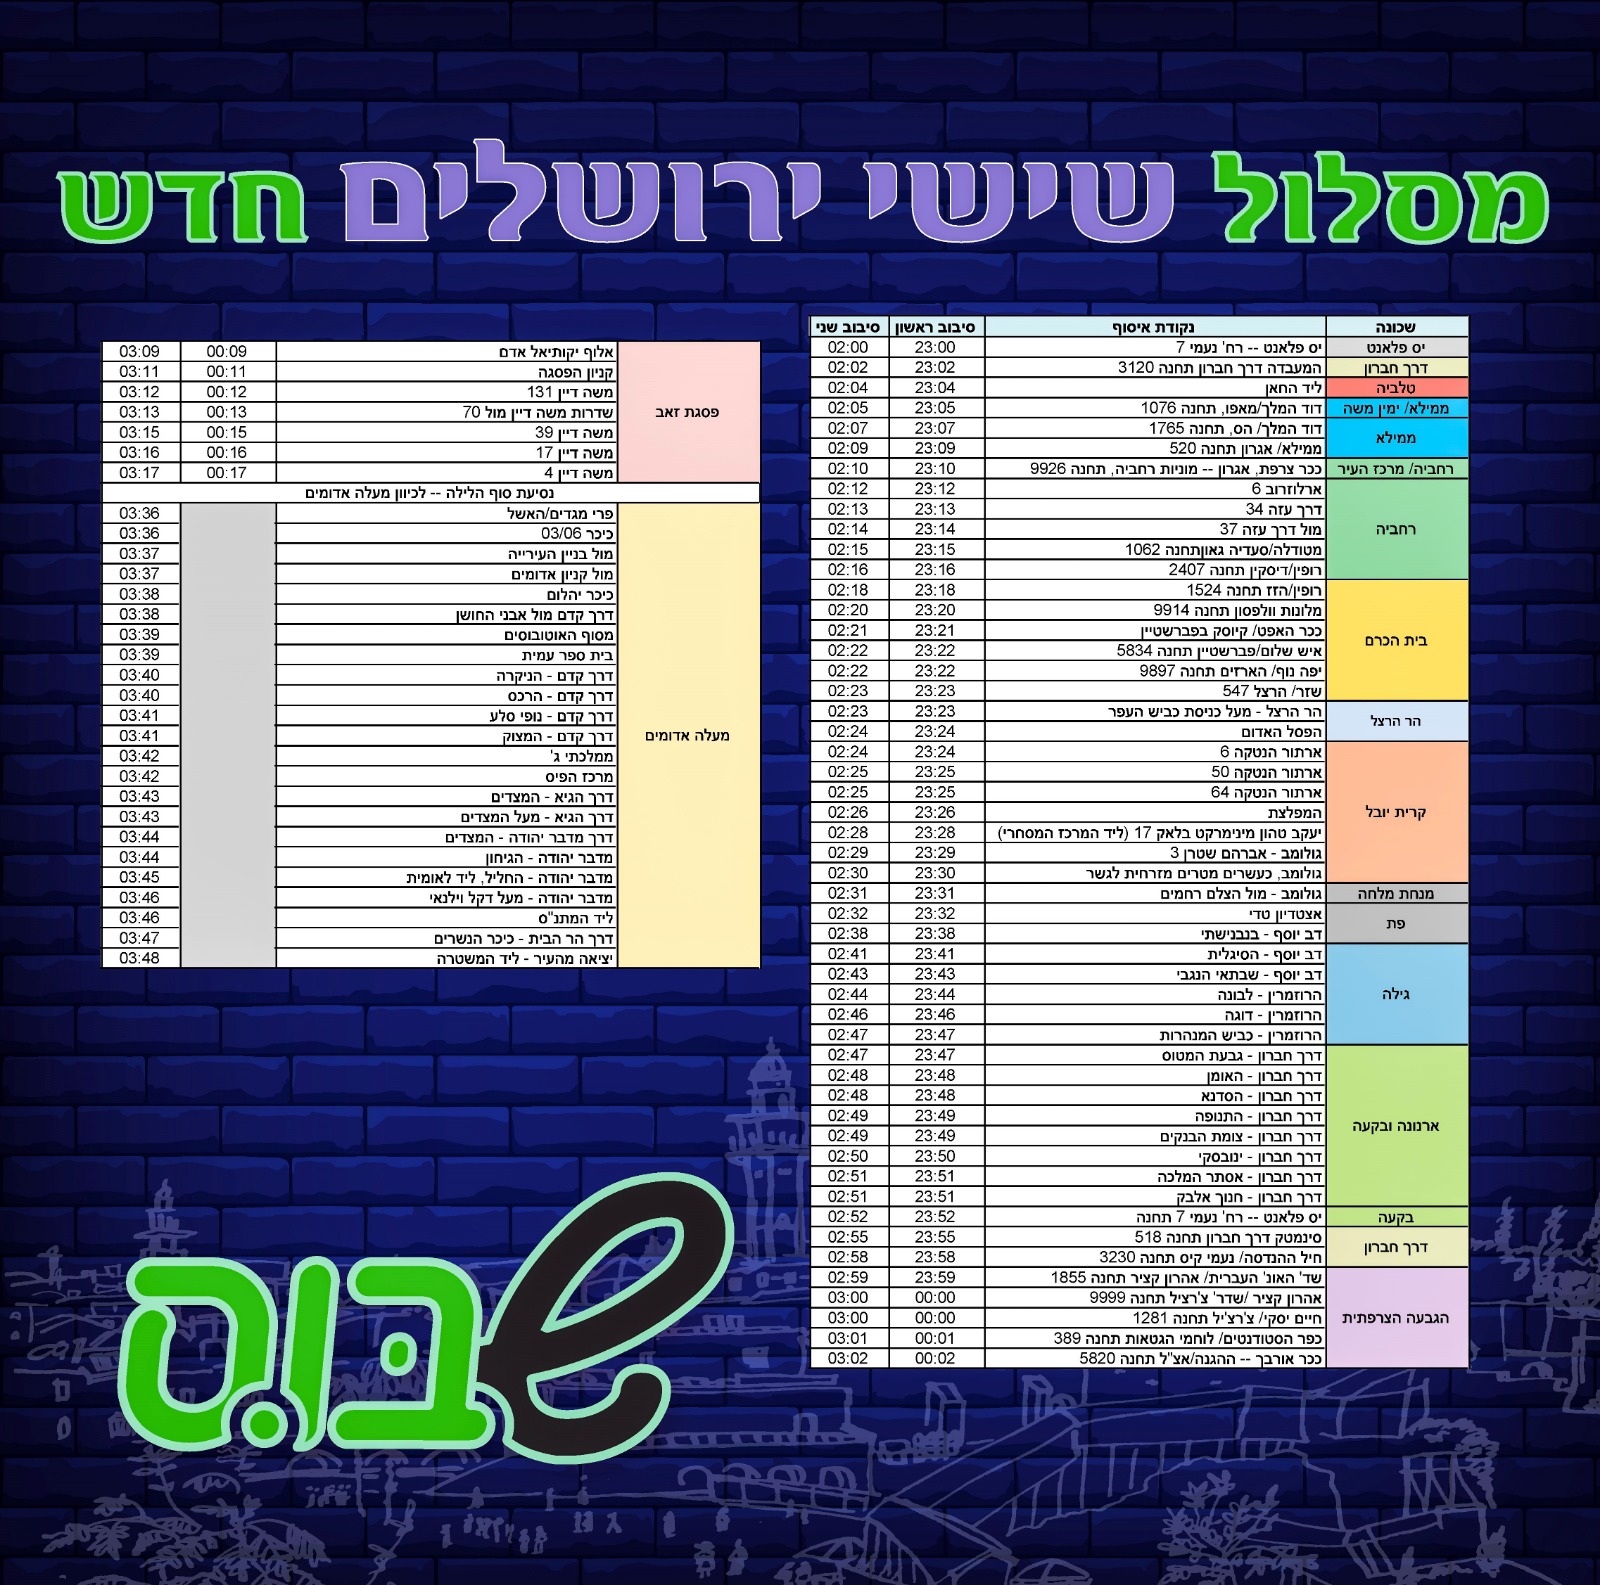 מסלול שישי ירושלים חדש
שכונה נקודת איסוף סיבוב ראשון סיבוב שני
יס פלאנט יס פלאנט -- רח' נעמי 7 23:00 02:00
דרך חברון המעבדה דרך חברון תחנה 3120 23:02 02:02
טלביה ליד החאן 23:04 02:04
ממילא/ ימין משה דוד המלך/מאפו, תחנה 1076 23:05 02:05
ממילא דוד המלך/ הס, תחנה 1765 23:07 02:07
ממילא/ אגרון תחנה 520 23:09 02:09
רחביה/ מרכז העיר ככר צרפת, אגרון -- מוניות רחביה, תחנה 9926 23:10 02:10
רחביה ארלוזרוב 6 23:12 02:12
דרך עזה 34 23:13 02:13
מול דרך עזה 37 23:14 02:14
מטודלה/סעדיה גאוןתחנה 1062 23:15 02:15
רופין/דיסקין תחנה 2407 23:16 02:16
בית הכרם רופין/הזז תחנה 1524 23:18 02:18
מלונות וולפסון תחנה 9914 23:20 02:20
ככר האפט/ קיוסק בפברשטיין 23:21 02:21
איש שלום/פברשטיין תחנה 5834 23:22 02:22
יפה נוף/ הארזים תחנה 9897 23:22 02:22
שזר/ הרצל 547 23:23 02:23
הר הרצל הר הרצל - מעל כניסת כביש העפר 23:23 02:23
הפסל האדום 23:24 02:24
קרית יובל ארתור הנטקה 6 23:24 02:24
ארתור הנטקה 50 23:25 02:25
ארתור הנטקה 64 23:25 02:25
המפלצת 23:26 02:26
יעקב טהון מינימרקט בלאק 17 (ליד המרכז המסחרי) 23:28 02:28
גולומב - אברהם שטרן 3 23:29 02:29
גולומב, כעשרים מטרים מזרחית לגשר 23:30 02:30
מנחת מלחה גולומב - מול הצלם רחמים 23:31 02:31
פת אצטדיון טדי 23:32 02:32
דב יוסף - בנבנישתי 23:38 02:38
גילה דב יוסף - הסיגלית 23:41 02:41
דב יוסף - שבתאי הנגבי 23:43 02:43
הרוזמרין - לבונה 23:44 02:44
הרוזמרין - דוגה 23:46 02:46
הרוזמרין - כביש המנהרות 23:47 02:47
ארנונה ובקעה דרך חברון - גבעת המטוס 23:47 02:47
דרך חברון - האומן 23:48 02:48
דרך חברון - הסדנא 23:48 02:48
דרך חברון - התנופה 23:49 02:49
דרך חברון - צומת הבנקים 23:49 02:49
דרך חברון - ינובסקי 23:50 02:50
דרך חברון - אסתר המלכה 23:51 02:51
דרך חברון - חנוך אלבק 23:51 02:51
בקעה יס פלאנט -- רח' נעמי 7 תחנה 23:52 02:52
דרך חברון סינמטק דרך חברון תחנה 518 23:55 02:55
חיל ההנדסה/ נעמי קיס תחנה 3230 23:58 02:58
הגבעה הצרפתית שד' האונ' העברית/ אהרון קציר תחנה 1855 23:59 02:59
אהרון קציר /שדר' צ'רציל תחנה 9999 00:00 03:00
חיים יסקי/ צ'רצ'יל תחנה 1281 00:00 03:00
כפר הסטודנטים/ לוחמי הגטאות תחנה 389 00:01 03:01
ככר אורבך -- ההגנה/אצ"ל תחנה 5820 00:02 03:02
פסגת זאב אלוף יקותיאל אדם 00:09 03:09
קניון הפסגה 00:11 03:11
משה דיין 131 00:12 03:12
שדרות משה דיין מול 70 00:13 03:13
משה דיין 39 00:15 03:15
משה דיין 17 00:16 03:16
משה דיין 4 00:17 03:17
נסיעת סוף הלילה -- לכיוון מעלה אדומים
מעלה אדומים פרי מגדים/האשל 03:36
כיכר 03/06 03:36
מול בניין העירייה 03:37
מול קניון אדומים 03:37
כיכר יהלום 03:38
דרך קדם מול אבני החושן 03:38
מסוף האוטובוסים 03:39
בית ספר עמית 03:39
דרך קדם - הניקרה 03:40
דרך קדם - הרכס 03:40
דרך קדם - נופי סלע 03:41
דרך קדם - המצוק 03:41
ממלכתי ג' 03:42
מרכז הפיס 03:42
דרך הגיא - המצדים 03:43
דרך הגיא - מעל המצדים 03:43
דרך מדבר יהודה - המצדים 03:44
מדבר יהודה - הגיחון 03:44
מדבר יהודה - החליל, ליד לאומית 03:45
מדבר יהודה - מעל דקל וילנאי 03:46
ליד המתנ"ס 03:46
דרך הר הבית - כיכר הנשרים 03:47
יציאה מהעיר - ליד המשטרה 03:48
שבוס